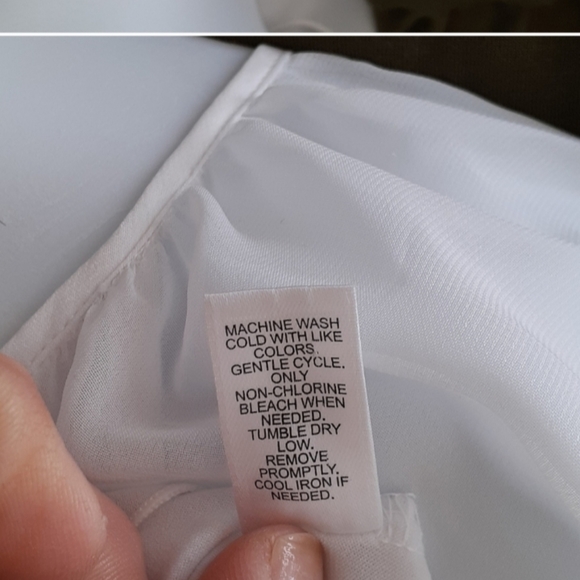 MACHINE WASH
COLD WITH LIKE
COLORS.
GENTLE CYCLE.
ONLY
NON-CHLORINE
BLEACH WHEN
NEEDED.
TUMBLE DRY
LOW.
REMOVE
PROMPTLY.
COOL IRON IF
NEEDED.